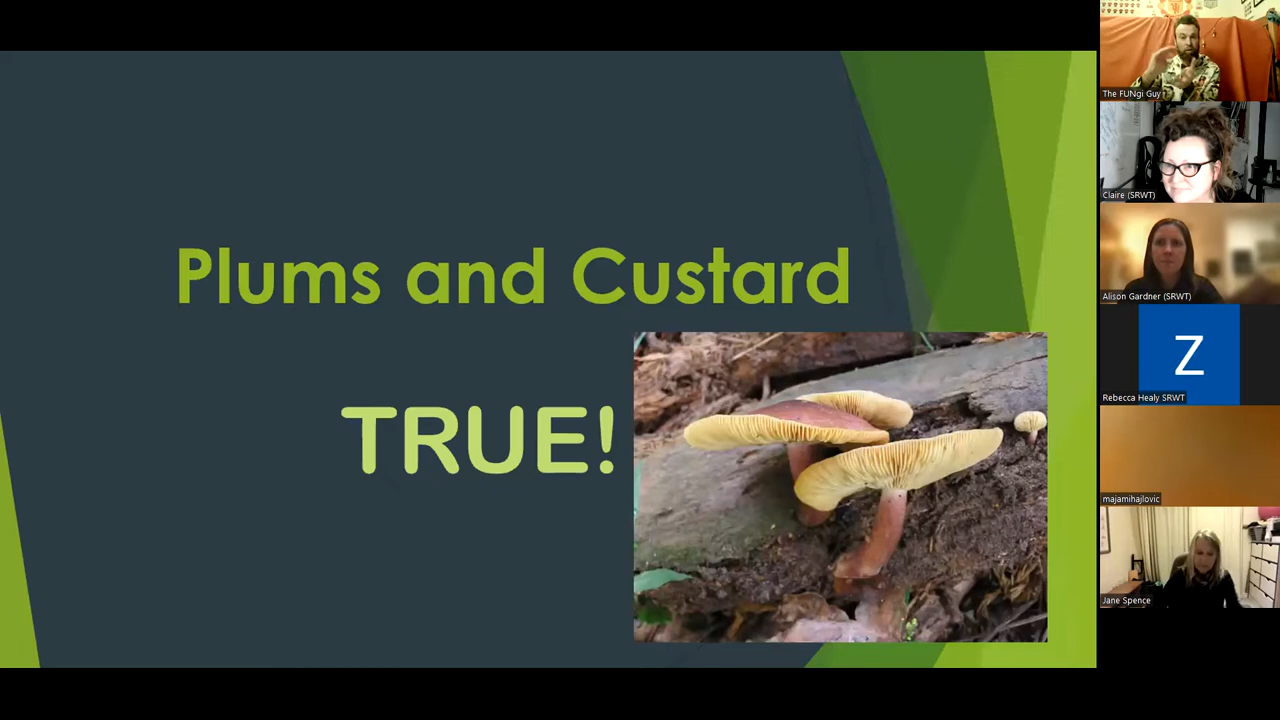 Plums and Custard
TRUE!
The FUNgi Guy
Claire (SRWT)
Alison Gardner (SRWT)
Z
Rebecca Healy SRWT
majamihajlovic
Jane Spence